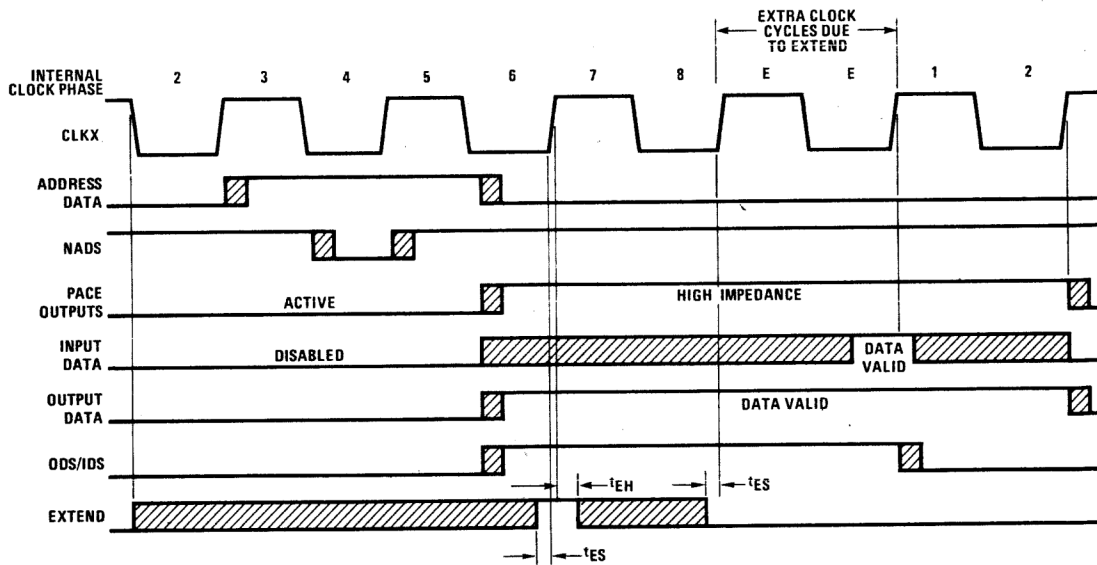 EXTRA CLOCK
CYCLES DUE
TO EXTEND
INTERNAL
CLOCK PHASE
2 3 4 5 6 7 8 E E 1 2
CLKX
ADDRESS
DATA
NADS
PACE
OUTPUTS
ACTIVE
HIGH IMPEDANCE
INPUT
DATA
DISABLED
DATA
VALID
OUTPUT
DATA
DATA VALID
ODS/IDS
tEH
tES
EXTEND
tES